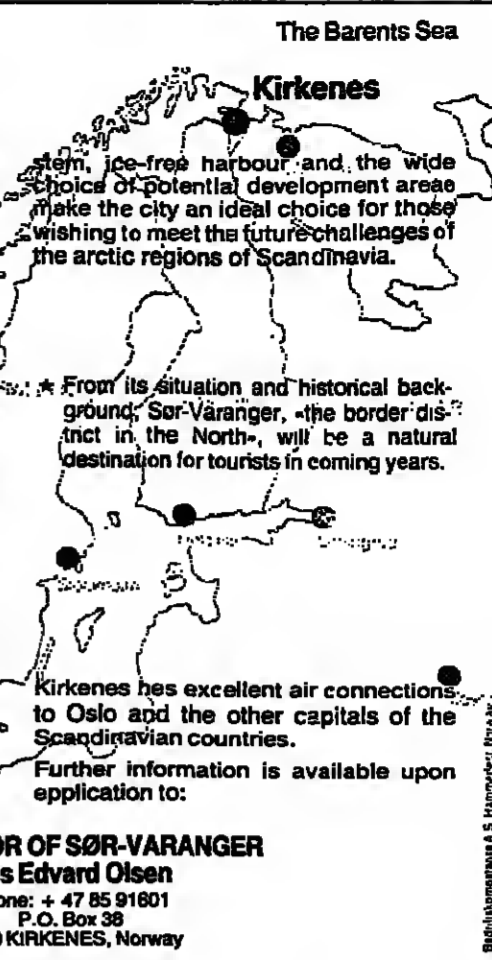 The Barents Sea
Kirkenes
stem, ice-free harbour and the wide
choice of potential development areae
make the city an ideal choice for those
wishing to meet the future challenges of
the arctic regions of Scandinavia.
★ From its situation and historical back-
ground, Sør-Varanger, «the border dis-
trict in the North», will be a natural
destination for tourists in coming years.
Kirkenes hes excellent air connections
to Oslo and the other capitals of the
Scandinavian countries.
Further information is available upon
epplication to:
OR OF SØR-VARANGER
s Edvard Olsen
one: + 47 85 91601
P.O. Box 38
KIRKENES, Norway